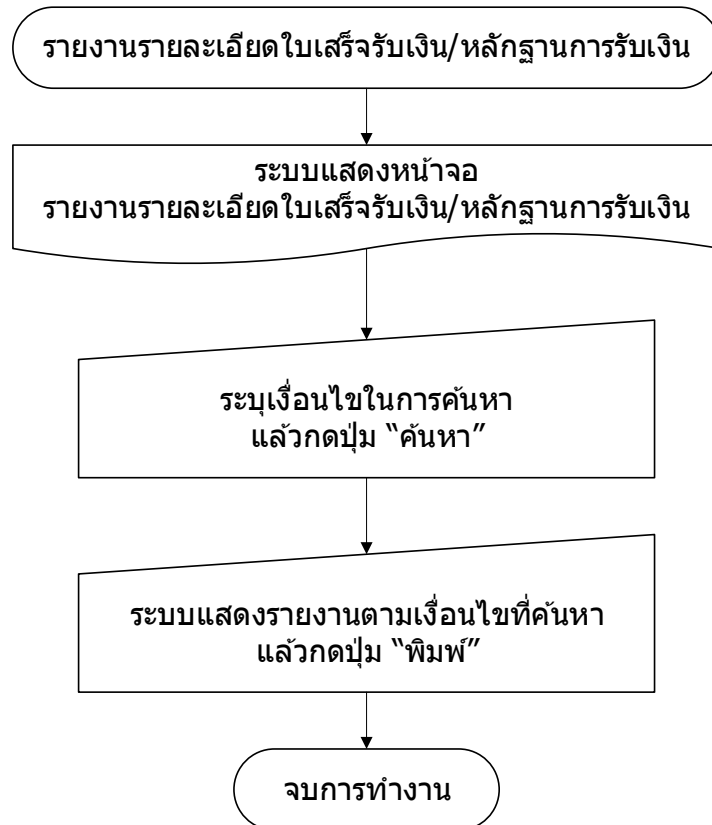 รายงานรายละเอียดใบเสร็จรับเงิน/หลักฐานการรับเงิน
ระบบแสดงหน้าจอ
รายงานรายละเอียดใบเสร็จรับเงิน/หลักฐานการรับเงิน
ระบุเงื่อนไขในการค้นหา
แล้วกดปุ่ม “ค้นหา”
ระบบแสดงรายงานตามเงื่อนไขที่ค้นหา
แล้วกดปุ่ม “พิมพ์”
จบการทำงาน